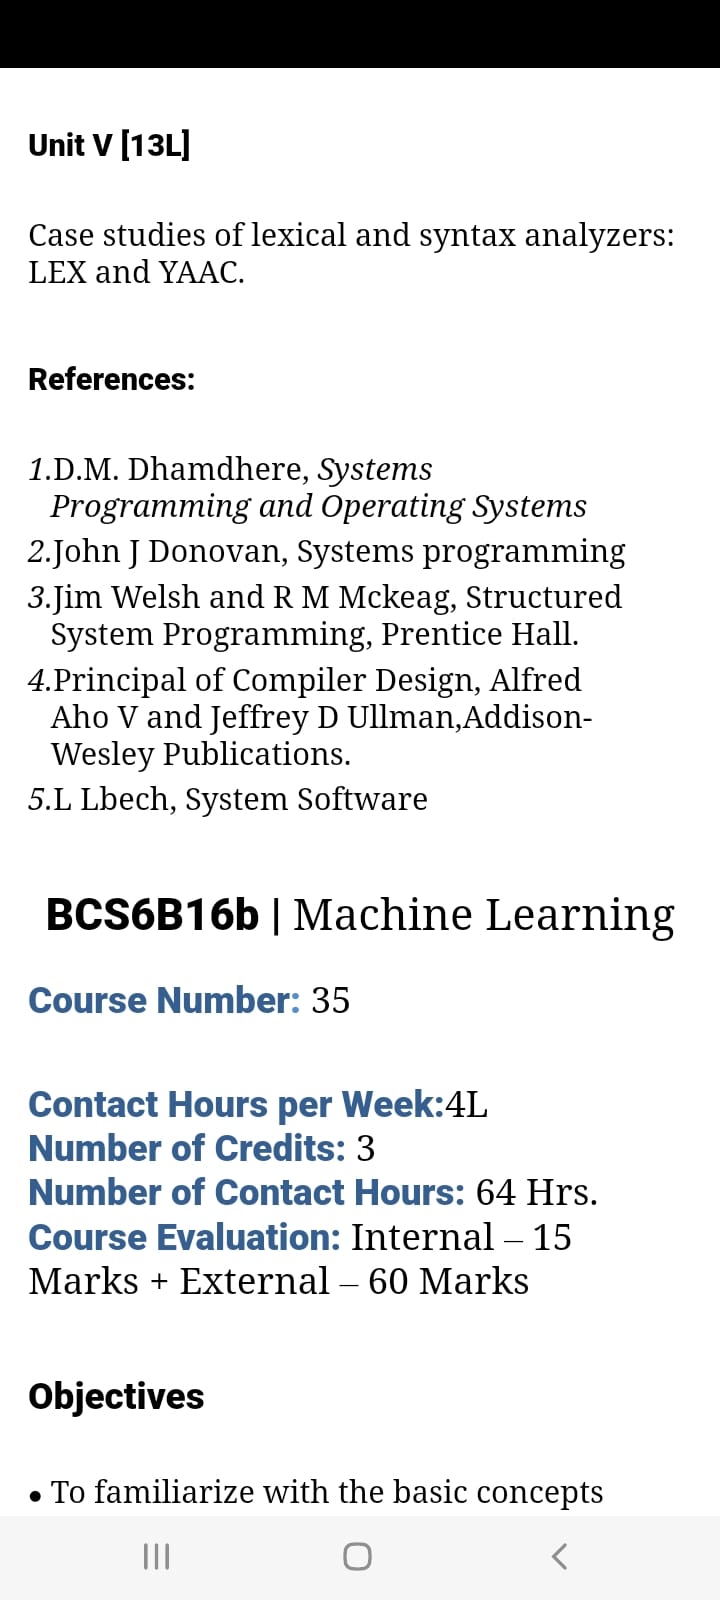 Unit V [13L]
Case studies of lexical and syntax analyzers:
LEX and YAAC.
References:
1.D.M. Dhamdhere, Systems
Programming and Operating Systems
2.John J Donovan, Systems programming
3.Jim Welsh and R M Mckeag, Structured
System Programming, Prentice Hall.
4.Principal of Compiler Design, Alfred
Aho V and Jeffrey D Ullman,Addison-
Wesley Publications.
5.L Lbech, System Software
BCS6B16b | Machine Learning
Course Number: 35
Contact Hours per Week:4L
Number of Credits: 3
Number of Contact Hours: 64 Hrs.
Course Evaluation: Internal – 15
Marks + External – 60 Marks
Objectives
• To familiarize with the basic concepts